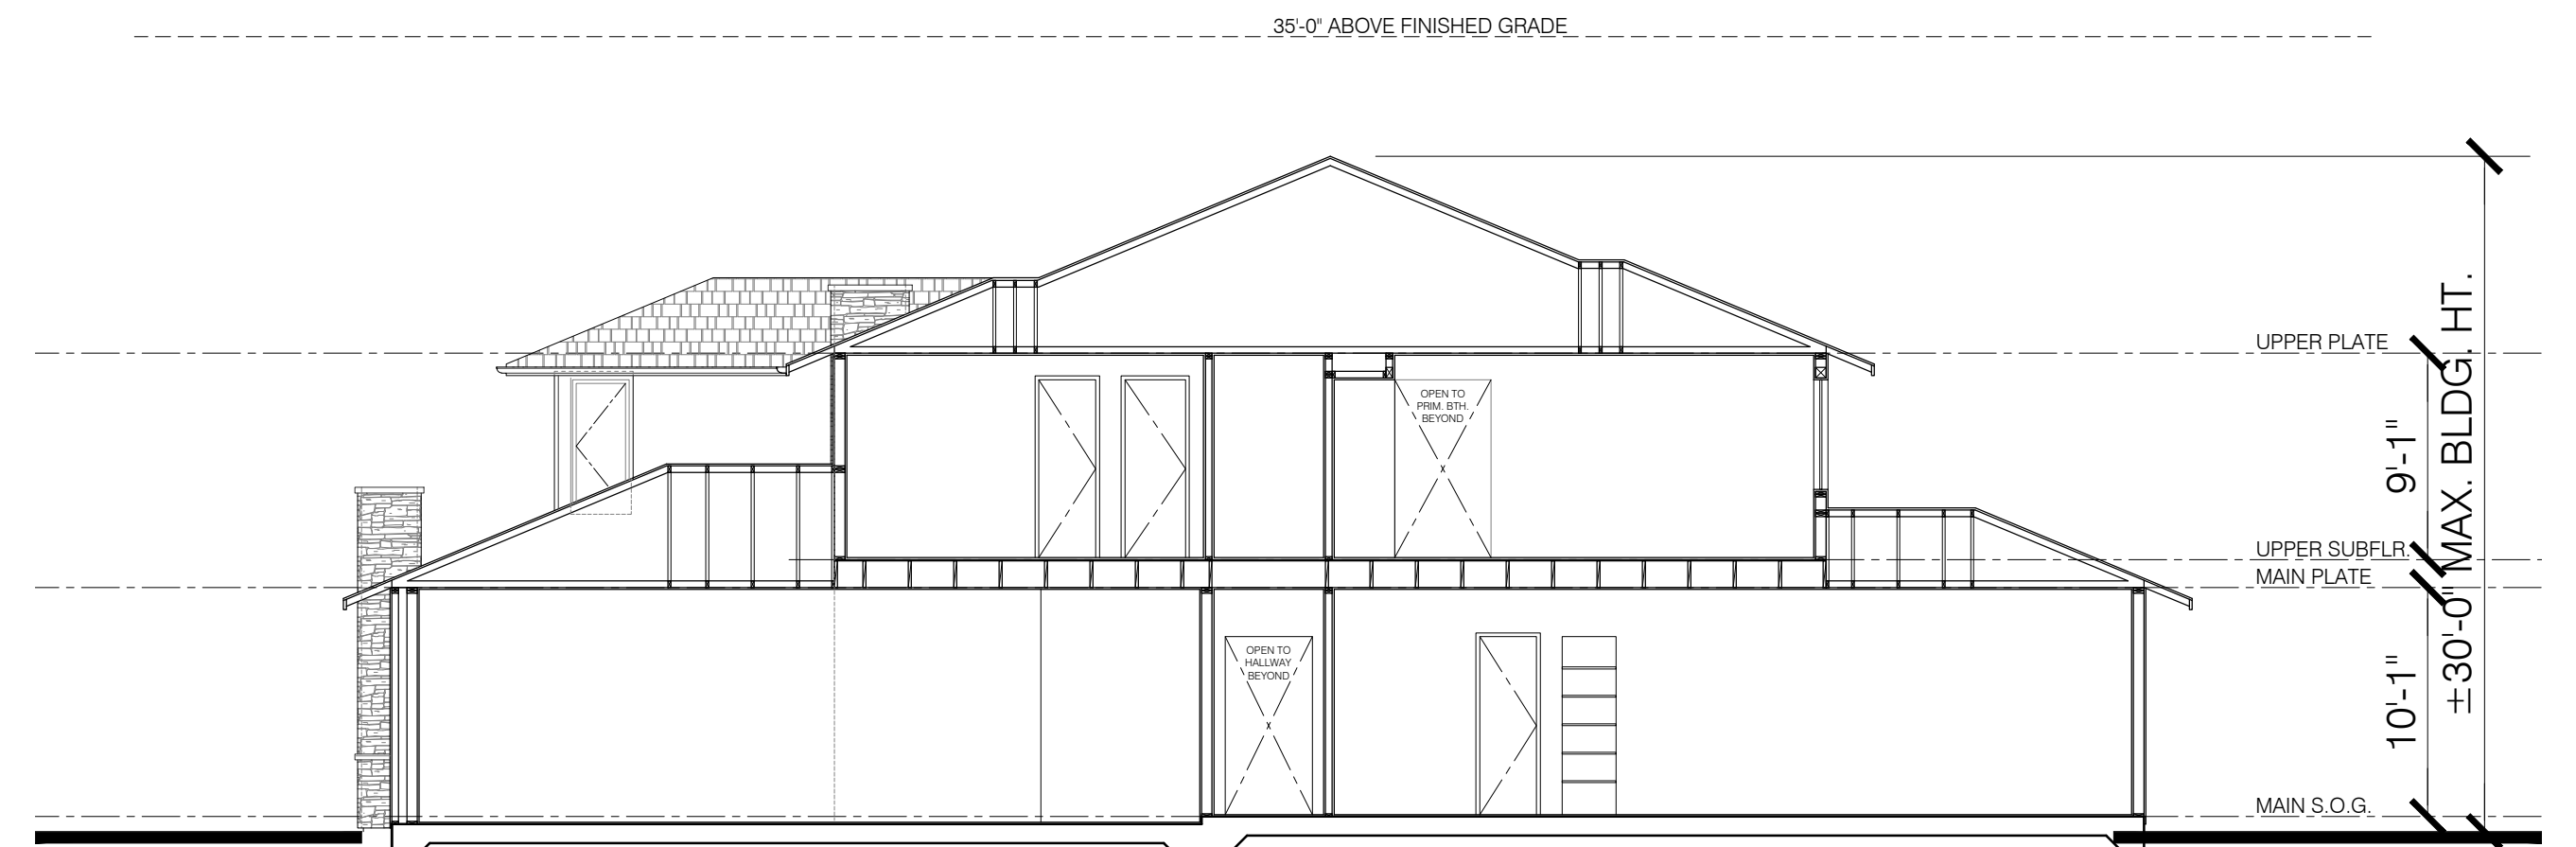 35'-0" ABOVE FINISHED GRADE
UPPER PLATE
OPEN TO
PRIM. BTH.
BEYOND
9'-1"
±30'-0" MAX. BLDG. HT.
UPPER SUBFLR.
MAIN PLATE
OPEN TO
HALLWAY
BEYOND
10'-1"
MAIN S.O.G.